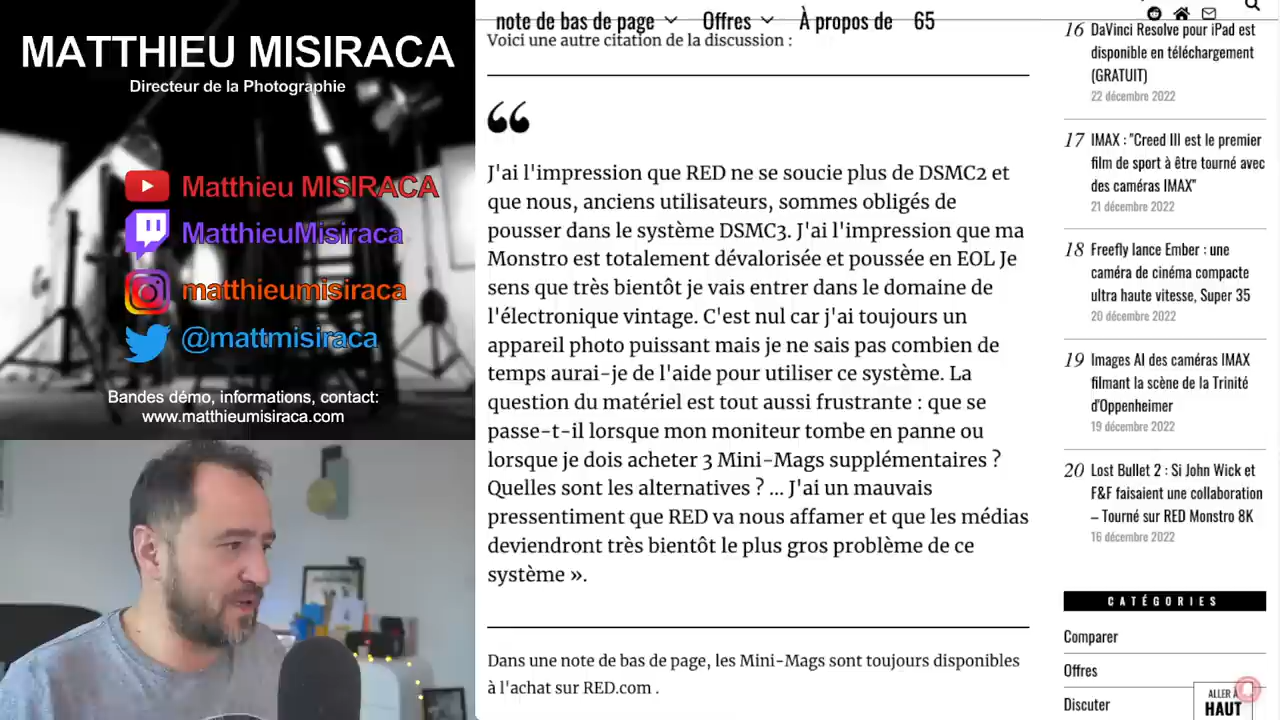 MATTHIEU MISIRACA
Directeur de la Photographie
Matthieu MISIRACA
MatthieuMisiraca
matthieumisiraca
@mattmisiraca
Bandes démo, informations, contact:
www.matthieumisiraca.com
note de bas de page
Offres
À propos de
65
Voici une autre citation de la discussion :
“
J'ai l'impression que RED ne se soucie plus de DSMC2 et
que nous, anciens utilisateurs, sommes obligés de
pousser dans le système DSMC3. J'ai l'impression que ma
Monstro est totalement dévalorisée et poussée en EOL Je
sens que très bientôt je vais entrer dans le domaine de
l'électronique vintage. C'est nul car j'ai toujours un
appareil photo puissant mais je ne sais pas combien de
temps aurai-je de l'aide pour utiliser ce système. La
question du matériel est tout aussi frustrante : que se
passe-t-il lorsque mon moniteur tombe en panne ou
lorsque je dois acheter 3 Mini-Mags supplémentaires ?
Quelles sont les alternatives ? ... J'ai un mauvais
pressentiment que RED va nous affamer et que les médias
deviendront très bientôt le plus gros problème de ce
système ».
Dans une note de bas de page, les Mini-Mags sont toujours disponibles
à l'achat sur RED.com .
16 DaVinci Resolve pour iPad est
disponible en téléchargement
(GRATUIT)
22 décembre 2022
17 IMAX : "Creed III est le premier
film de sport à être tourné avec
des caméras IMAX"
21 décembre 2022
18 Freefly lance Ember : une
caméra de cinéma compacte
ultra haute vitesse, Super 35
20 décembre 2022
19 Images AI des caméras IMAX
filmant la scène de la Trinité
d'Oppenheimer
19 décembre 2022
20 Lost Bullet 2 : Si John Wick et
F&F faisaient une collaboration
– Tourné sur RED Monstro 8K
16 décembre 2022
CATÉGORIES
Comparer
Offres
Discuter
ALLER À
HAUT